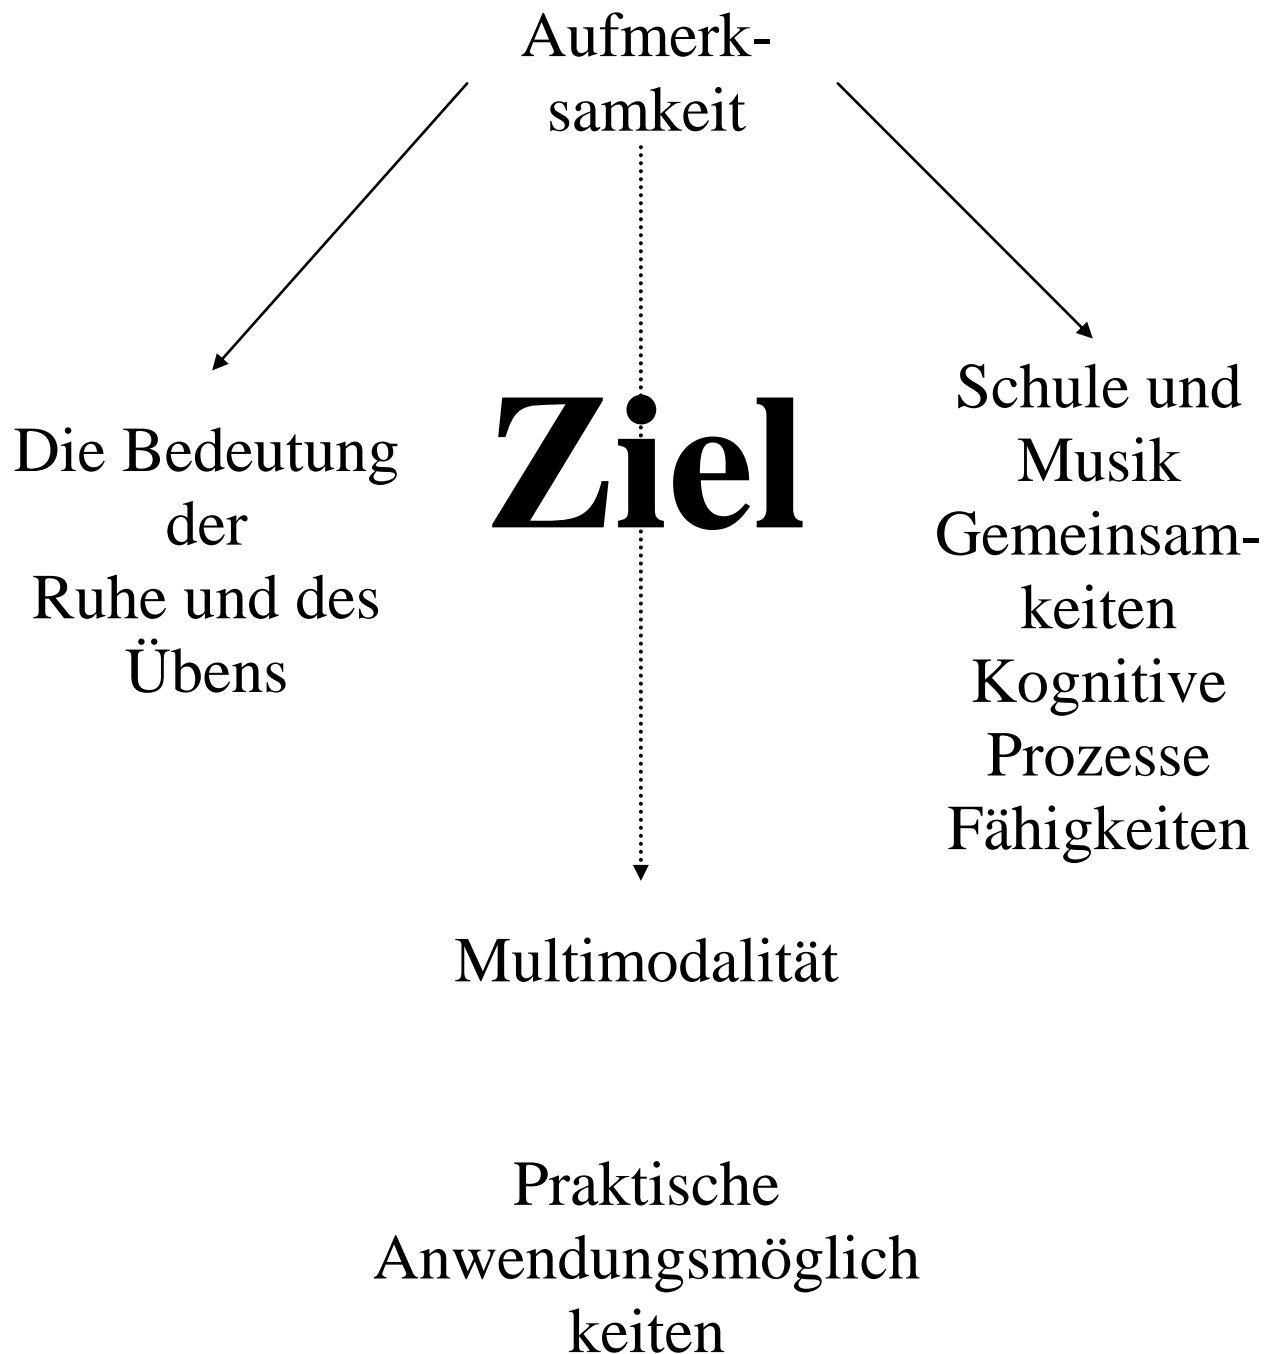 Aufmerk-
samkeit
Die Bedeutung
der
Ruhe und des
Übens
Ziel
Schule und
Musik
Gemeinsam-
keiten
Kognitive
Prozesse
Fähigkeiten
Multimodalität
Praktische
Anwendungsmöglich
keiten